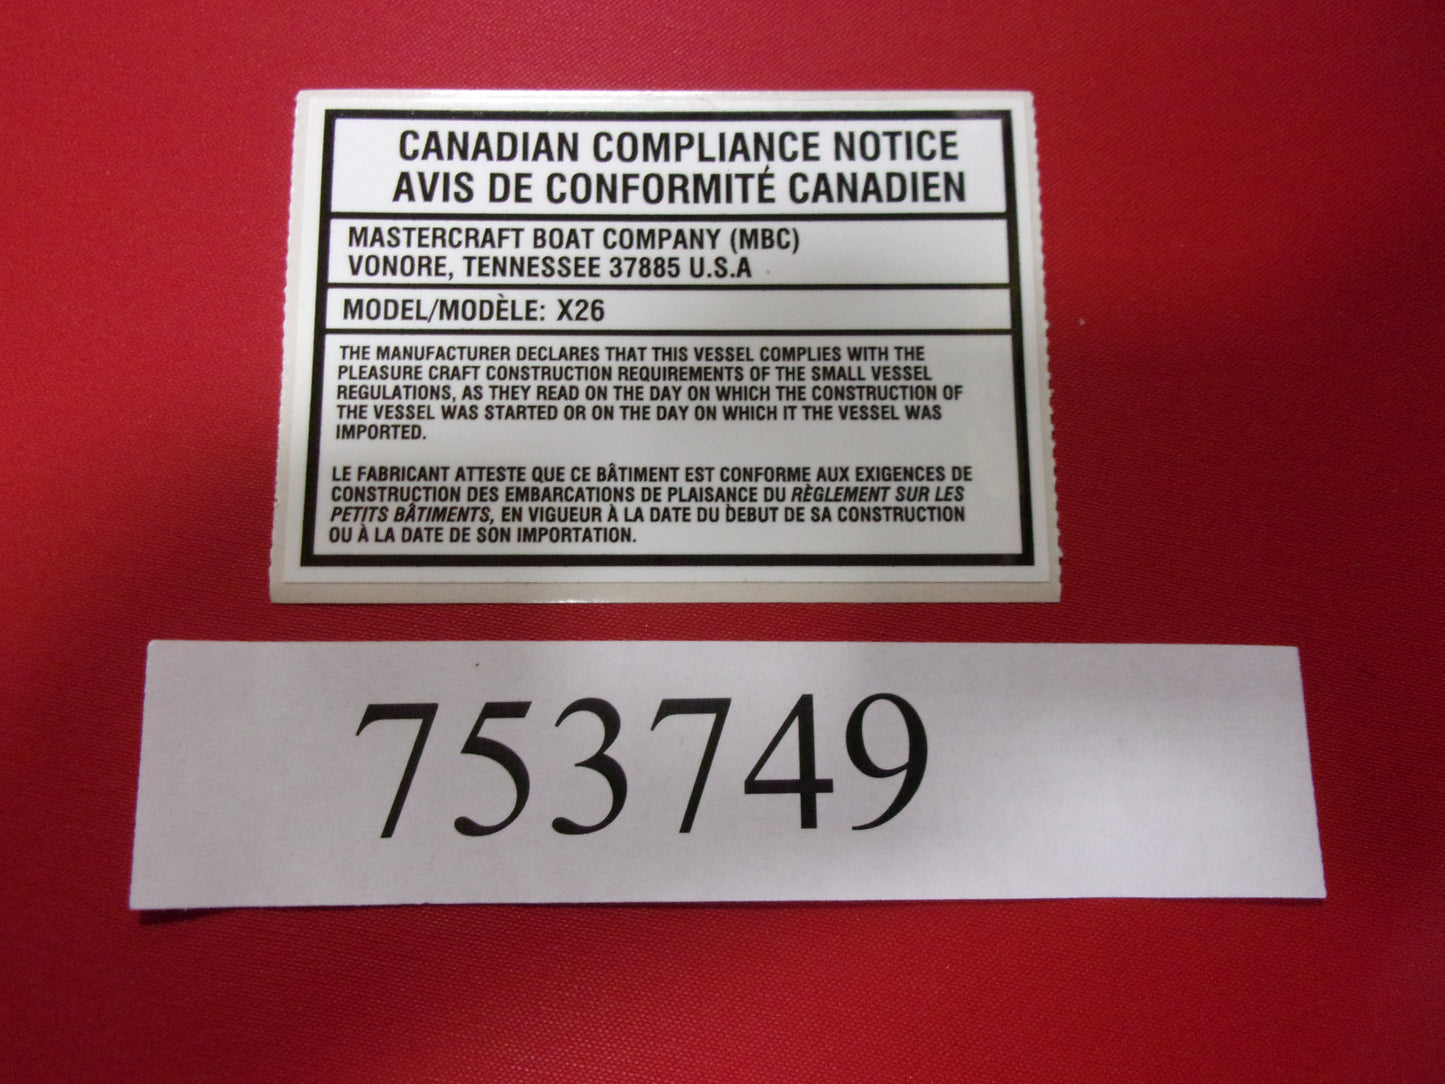 CANADIAN COMPLIANCE NOTICE
AVIS DE CONFORMITÉ CANADIEN
MASTERCRAFT BOAT COMPANY (MBC)
VONORE, TENNESSEE 37885 U.S.A
MODEL/MODÈLE: X26
THE MANUFACTURER DECLARES THAT THIS VESSEL COMPLIES WITH THE
PLEASURE CRAFT CONSTRUCTION REQUIREMENTS OF THE SMALL VESSEL
REGULATIONS, AS THEY READ ON THE DAY ON WHICH THE CONSTRUCTION OF
THE VESSEL WAS STARTED OR ON THE DAY ON WHICH IT THE VESSEL WAS
IMPORTED.
LE FABRICANT ATTESTE QUE CE BÂTIMENT EST CONFORME AUX EXIGENCES DE
CONSTRUCTION DES EMBARCATIONS DE PLAISANCE DU RÈGLEMENT SUR LES
PETITS BÂTIMENTS, EN VIGUEUR À LA DATE DU DEBUT DE SA CONSTRUCTION
OU À LA DATE DE SON IMPORTATION.
753749